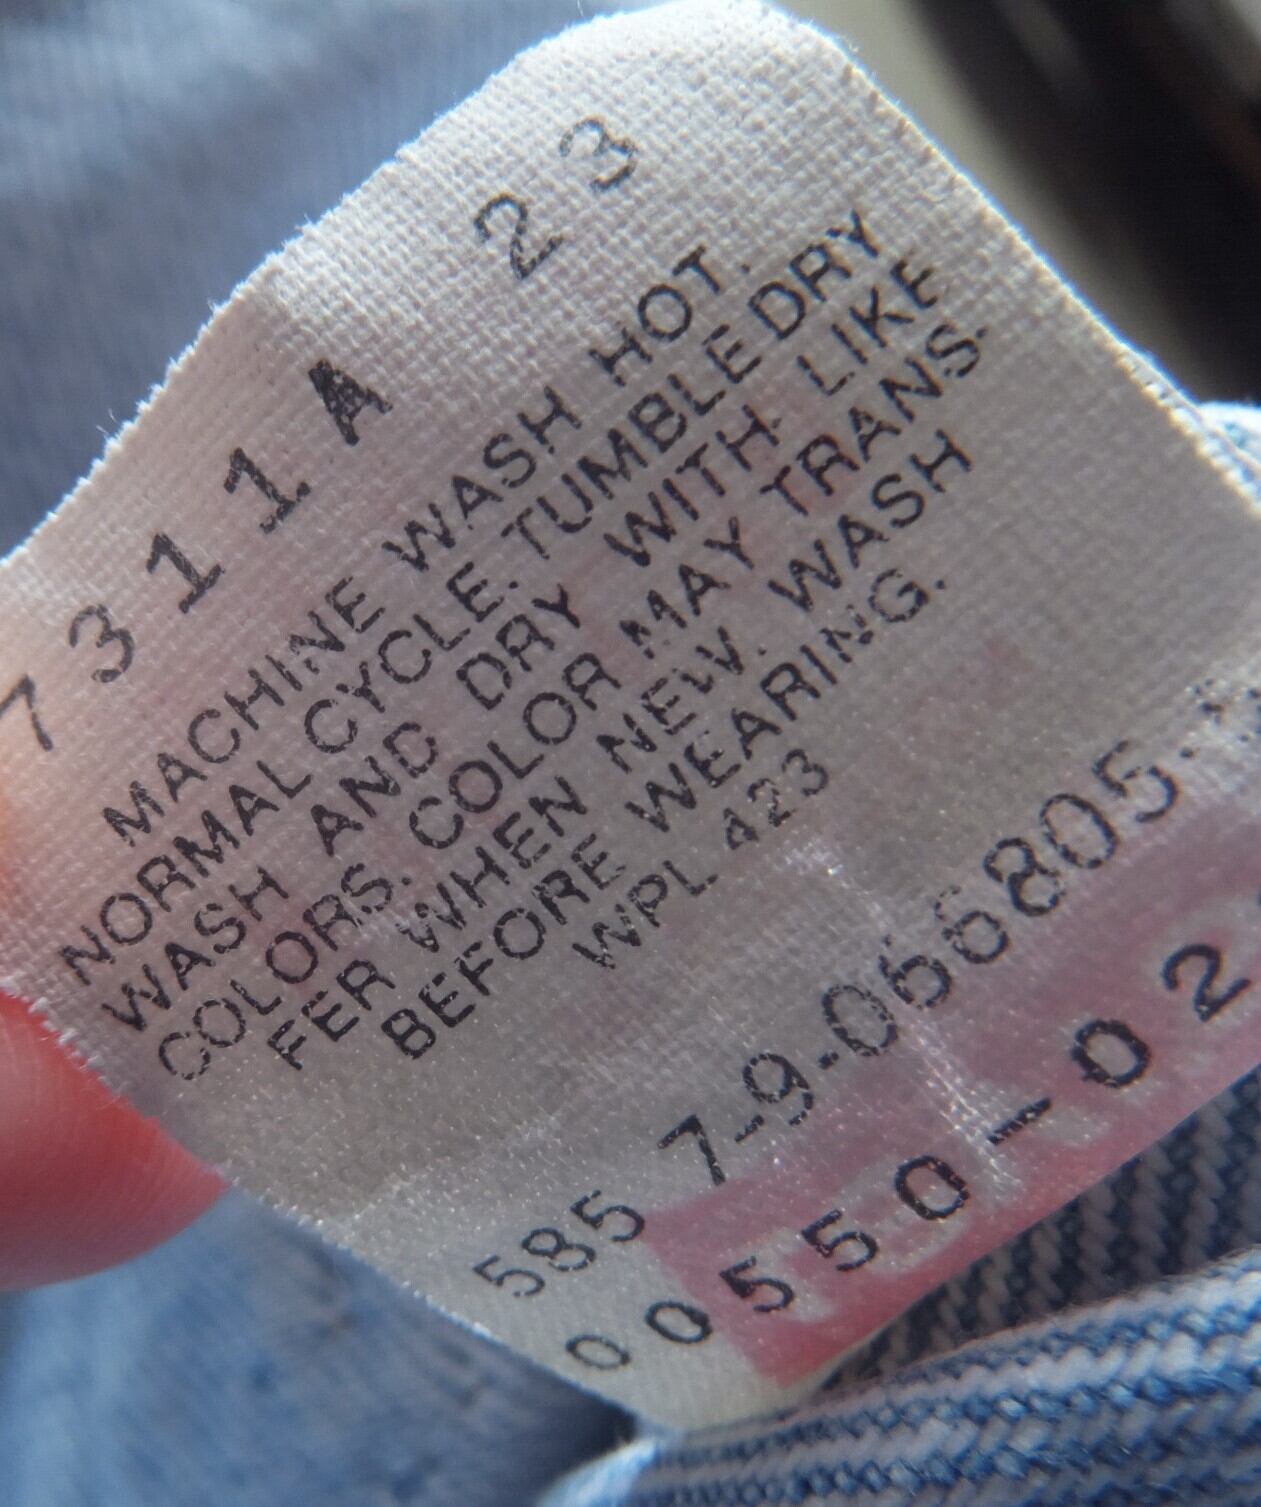 7311A 23
MACHINE WASH HOT.
NORMAL CYCLE. TUMBLE DRY
WASH AND DRY WITH LIKE
COLORS. COLOR MAY TRANS-
FER WHEN NEW. WASH
BEFORE WEARING.
WPL 423
585 7-9-066805-
00550-02